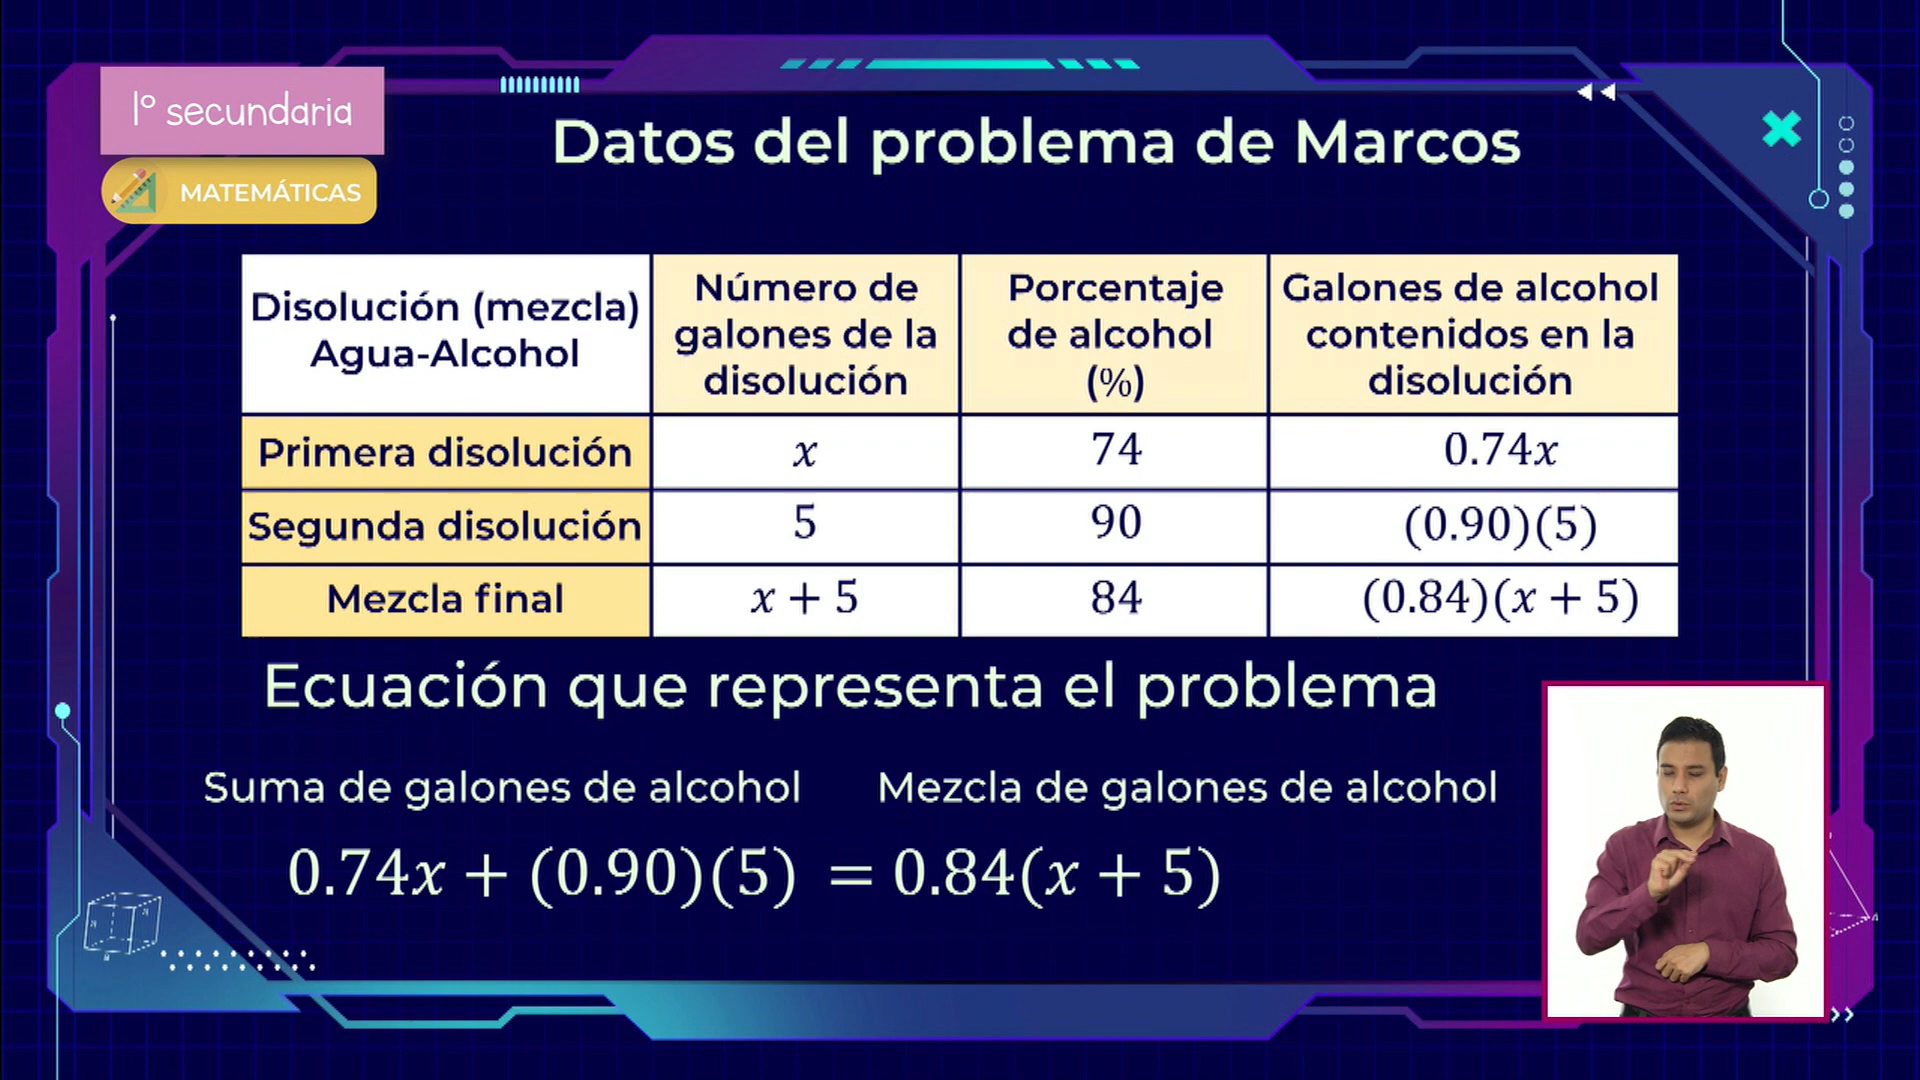 1° secundaria
MATEMÁTICAS
Datos del problema de Marcos
Disolución (mezcla)
Agua-Alcohol
Número de
galones de la
disolución
Porcentaje
de alcohol
(%)
Galones de alcohol
contenidos en la
disolución
Primera disolución
x
74
0.74x
Segunda disolución
5
90
(0.90)(5)
Mezcla final
x + 5
84
(0.84)(x + 5)
Ecuación que representa el problema
Suma de galones de alcohol
Mezcla de galones de alcohol
0.74x + (0.90)(5) = 0.84(x + 5)